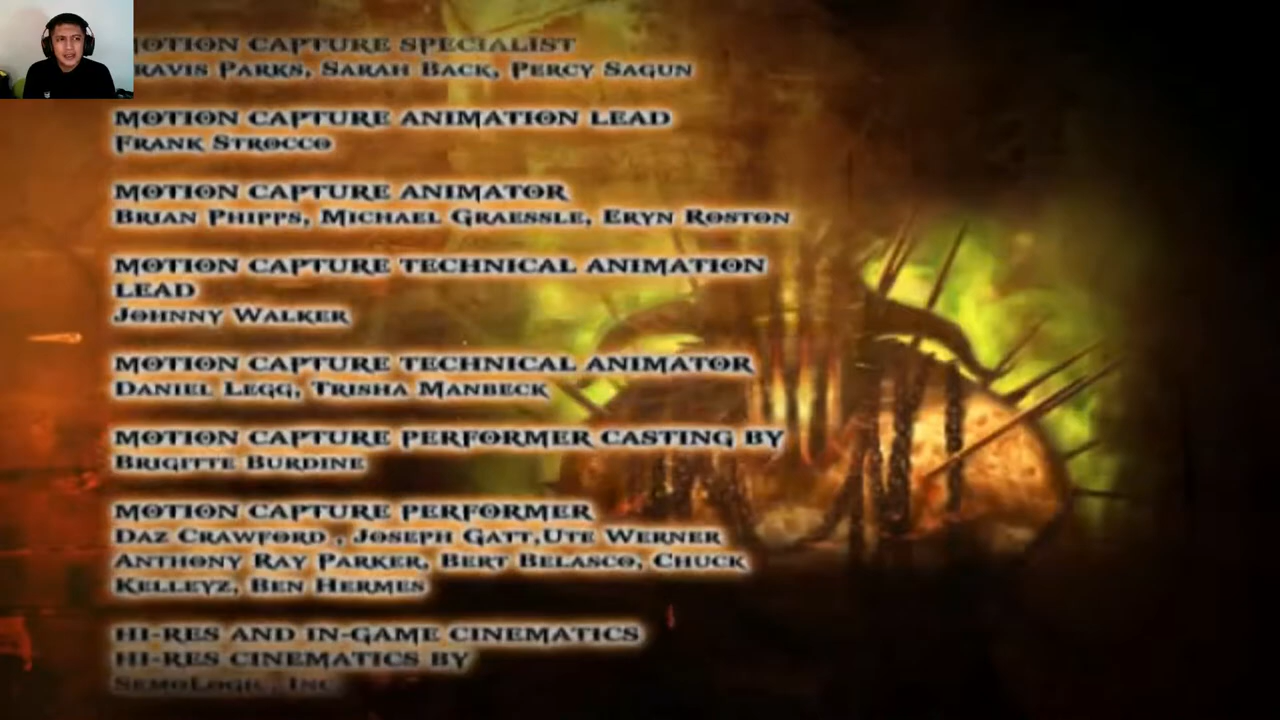 MOTION CAPTURE SPECIALIST
TRAVIS PARKS, SARAH BACK, PERCY SAGUN
MOTION CAPTURE ANIMATION LEAD
FRANK STROCCO
MOTION CAPTURE ANIMATOR
BRIAN PHIPPS, MICHAEL GRAESSLE, ERYN ROSTON
MOTION CAPTURE TECHNICAL ANIMATION
LEAD
JOHNNY WALKER
MOTION CAPTURE TECHNICAL ANIMATOR
DANIEL LEGG, TRISHA MANBECK
MOTION CAPTURE PERFORMER CASTING BY
BRIGITTE BURDINE
MOTION CAPTURE PERFORMER
DAZ CRAWFORD , JOSEPH GATT,UTE WERNER
ANTHONY RAY PARKER, BERT BELASCO, CHUCK
KELLEYZ, BEN HERMES
HI-RES AND IN-GAME CINEMATICS
HI-RES CINEMATICS BY
SEMOLOGIC, INC.